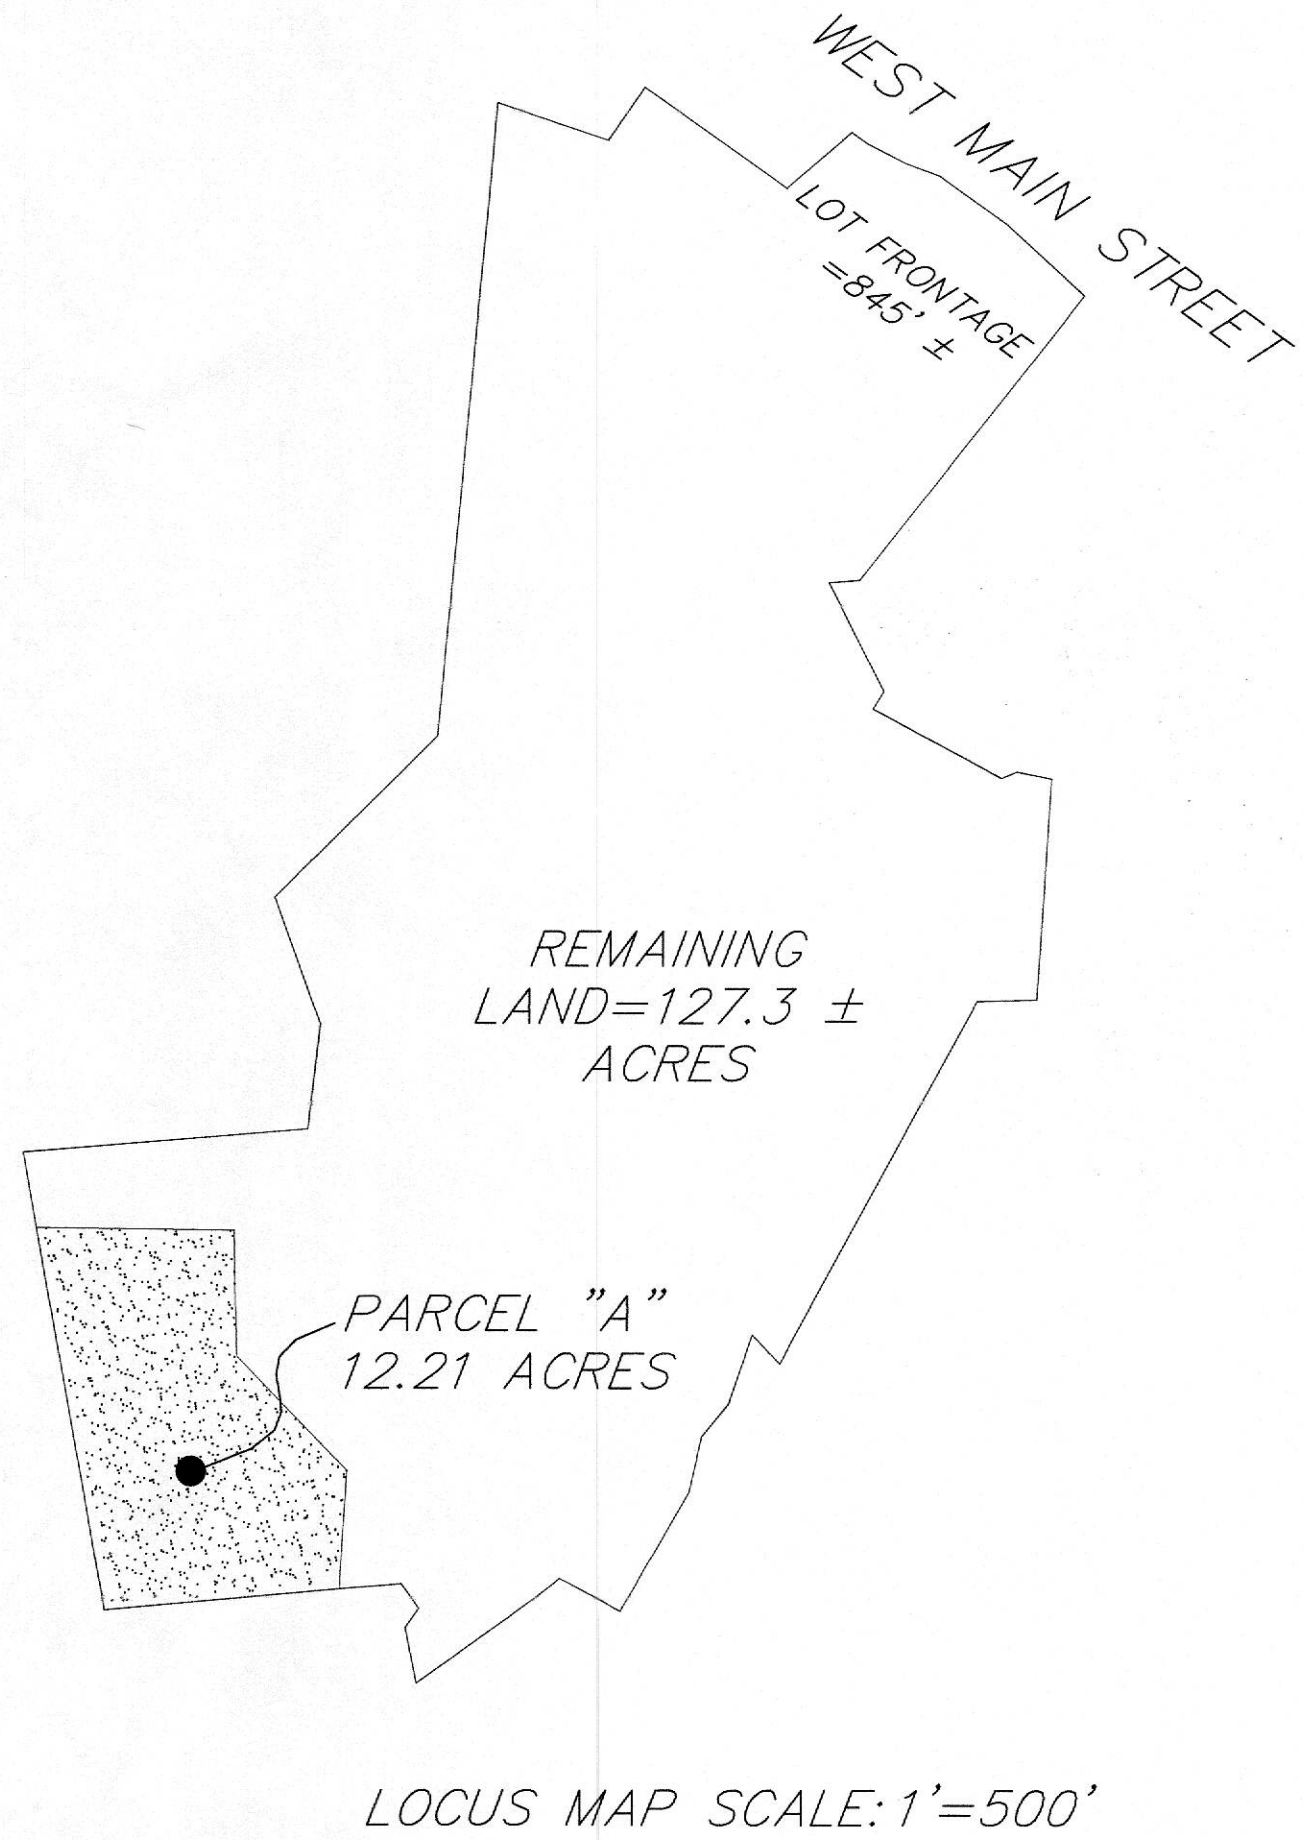 WEST MAIN STREET
LOT FRONTAGE
=845' ±
REMAINING
LAND=127.3 ±
ACRES
PARCEL "A"
12.21 ACRES
LOCUS MAP SCALE: 1'=500'